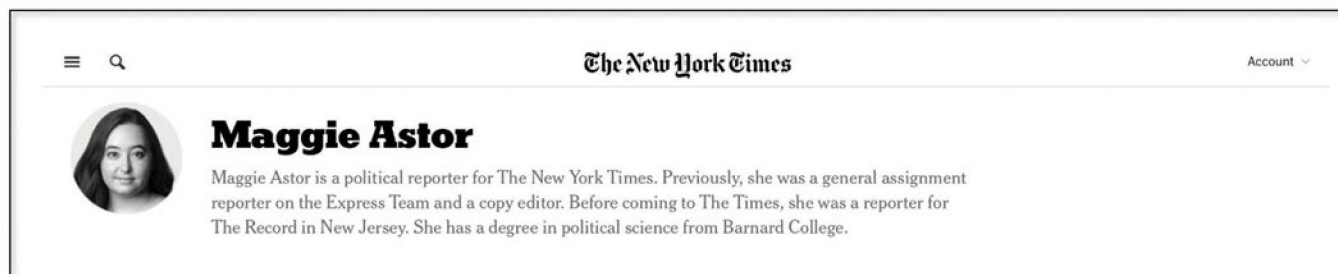 The New York Times
Account
Maggie Astor
Maggie Astor is a political reporter for The New York Times. Previously, she was a general assignment
reporter on the Express Team and a copy editor. Before coming to The Times, she was a reporter for
The Record in New Jersey. She has a degree in political science from Barnard College.